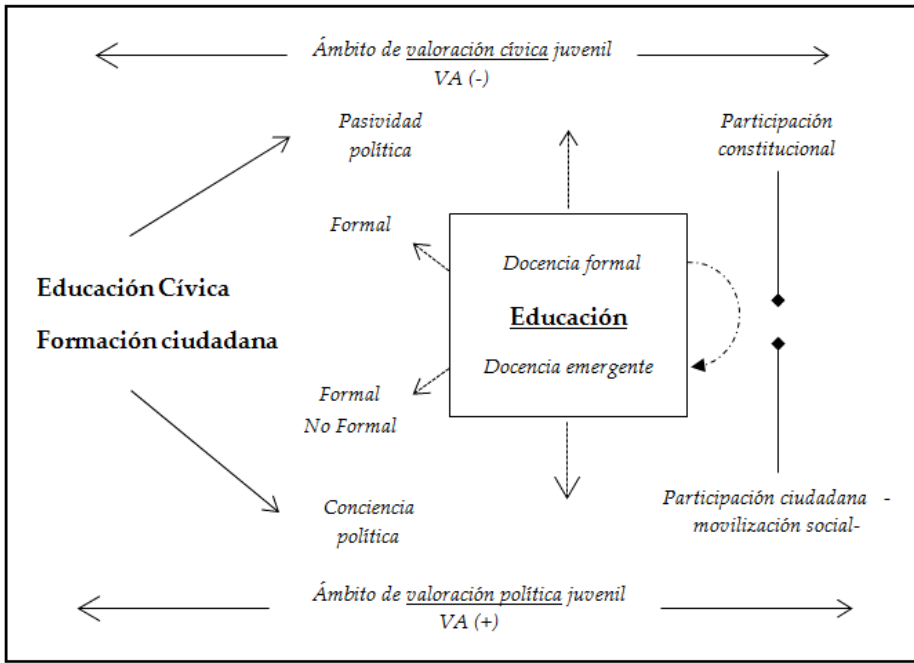 Ámbito de valoración cívica juvenil
VA (-)
Pasividad
política
Participación
constitucional
Formal
Docencia formal
Educación Cívica
Educación
Formación ciudadana
Docencia emergente
Formal
No Formal
Conciencia
política
Participación ciudadana -
movilización social-
Ámbito de valoración política juvenil
VA (+)